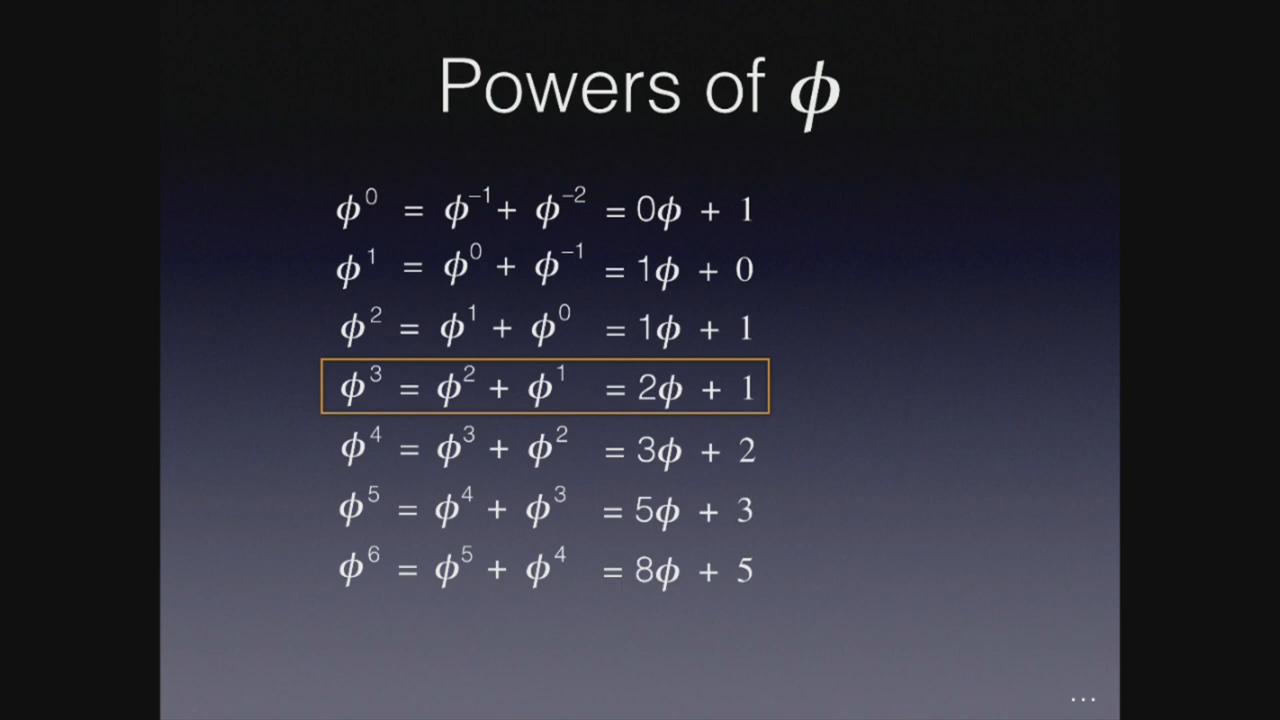 Powers of ϕ
ϕ⁰ = ϕ⁻¹ + ϕ⁻² = 0ϕ + 1
ϕ¹ = ϕ⁰ + ϕ⁻¹ = 1ϕ + 0
ϕ² = ϕ¹ + ϕ⁰ = 1ϕ + 1
ϕ³ = ϕ² + ϕ¹ = 2ϕ + 1
ϕ⁴ = ϕ³ + ϕ² = 3ϕ + 2
ϕ⁵ = ϕ⁴ + ϕ³ = 5ϕ + 3
ϕ⁶ = ϕ⁵ + ϕ⁴ = 8ϕ + 5
...